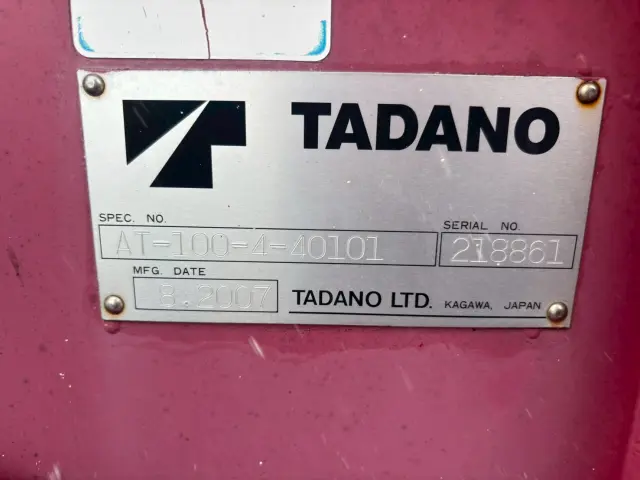 TADANO
SPEC. NO.
AT-100-4-40101
SERIAL NO.
218861
MFG. DATE
8.2007
TADANO LTD. KAGAWA, JAPAN